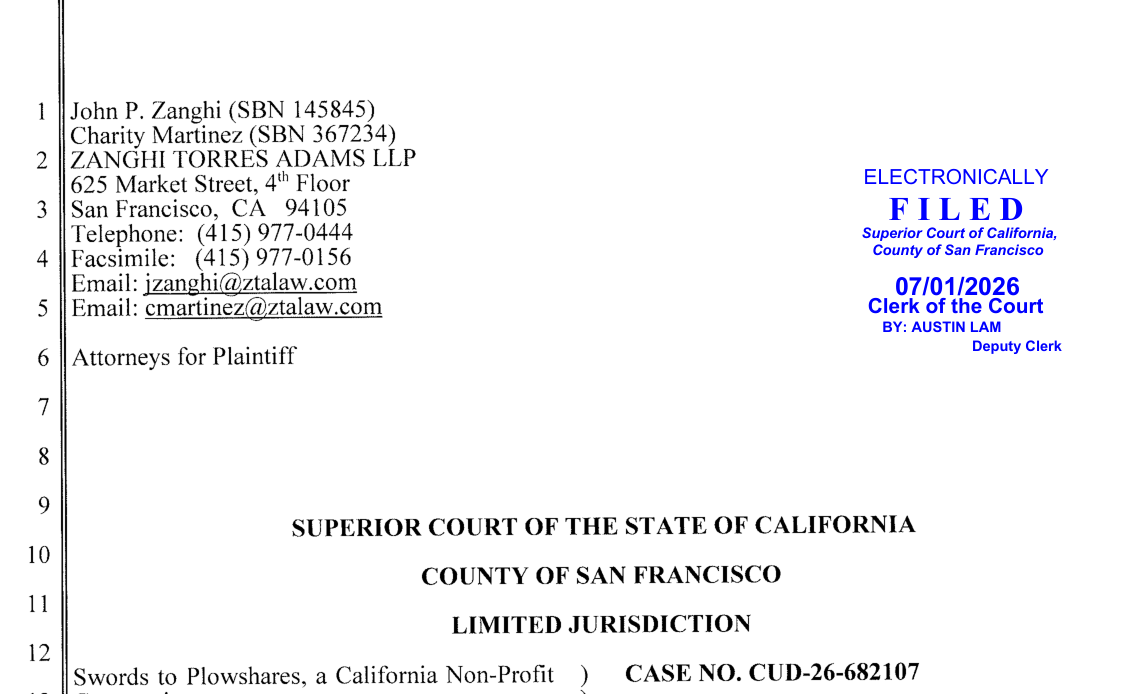 1 John P. Zanghi (SBN 145845)
Charity Martinez (SBN 367234)
2 ZANGHI TORRES ADAMS LLP
625 Market Street, 4th Floor
3 San Francisco, CA 94105
Telephone: (415) 977-0444
4 Facsimile: (415) 977-0156
Email: jzanghi@ztalaw.com
5 Email: cmartinez@ztalaw.com
6 Attorneys for Plaintiff
ELECTRONICALLY
FILED
Superior Court of California,
County of San Francisco
07/01/2026
Clerk of the Court
BY: AUSTIN LAM
Deputy Clerk
7
8
9
SUPERIOR COURT OF THE STATE OF CALIFORNIA
10
COUNTY OF SAN FRANCISCO
11
LIMITED JURISDICTION
12
Swords to Plowshares, a California Non-Profit ) CASE NO. CUD-26-682107